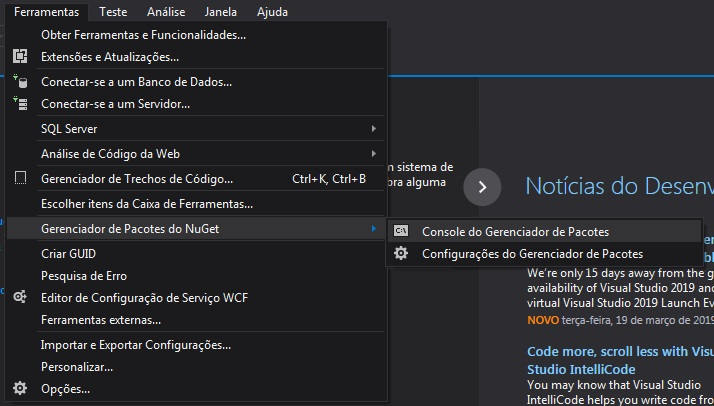 Ferramentas Teste Análise Janela Ajuda
Obter Ferramentas e Funcionalidades...
Extensões e Atualizações...
Conectar-se a um Banco de Dados...
Conectar-se a um Servidor...
SQL Server
Análise de Código da Web
Gerenciador de Trechos de Código... Ctrl+K, Ctrl+B
Escolher itens da Caixa de Ferramentas...
Gerenciador de Pacotes do NuGet
Criar GUID
Pesquisa de Erro
Editor de Configuração de Serviço WCF
Ferramentas externas...
Importar e Exportar Configurações...
Personalizar...
Opções...
C:\
Console do Gerenciador de Pacotes
Configurações do Gerenciador de Pacotes
m sistema de
ora alguma
Notícias do Desenv
We're only 15 days away from the g
availability of Visual Studio 2019 and
virtual Visual Studio 2019 Launch Ev
NOVO terça-feira, 19 de março de 2019
Code more, scroll less with Visu
Studio IntelliCode
You may know that Visual Studio
IntelliCode helps you write code from